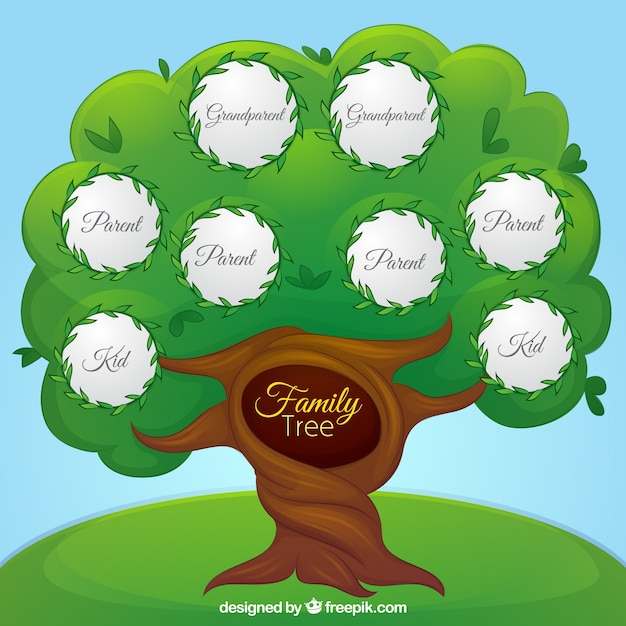 Grandparent
Grandparent
Parent
Parent
Parent
Parent
Kid
Kid
Family
Tree
designed by freepik.com